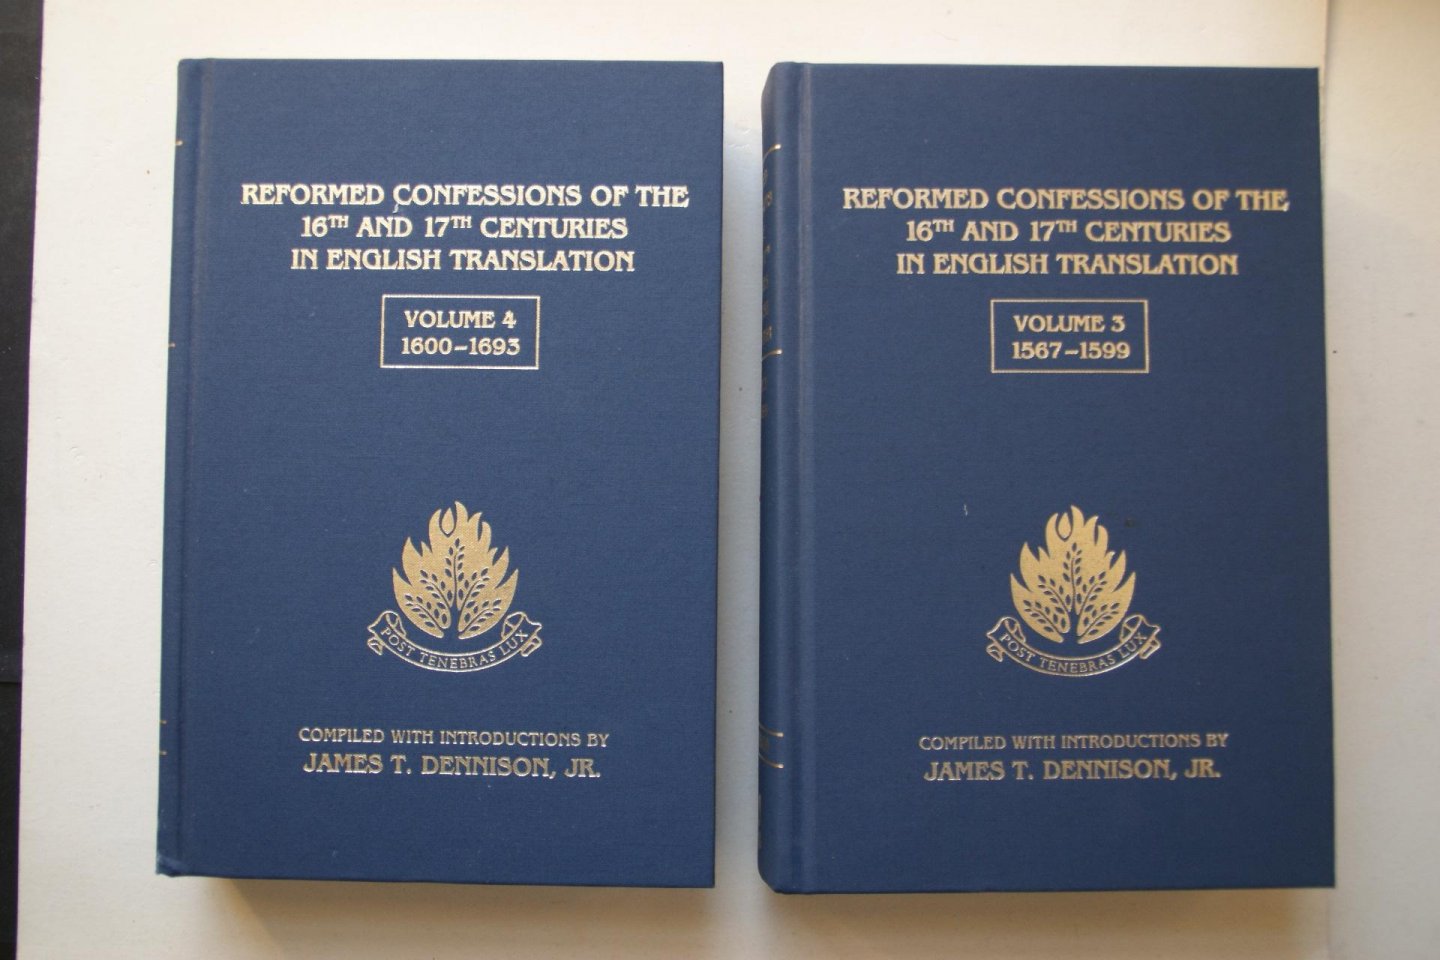 REFORMED CONFESSIONS OF THE
16TH AND 17TH CENTURIES
IN ENGLISH TRANSLATION
VOLUME 4
1600–1693
POST TENEBRAS LUX
COMPILED WITH INTRODUCTIONS BY
JAMES T. DENNISON, JR.
REFORMED CONFESSIONS OF THE
16TH AND 17TH CENTURIES
IN ENGLISH TRANSLATION
VOLUME 3
1567–1599
POST TENEBRAS LUX
COMPILED WITH INTRODUCTIONS BY
JAMES T. DENNISON, JR.